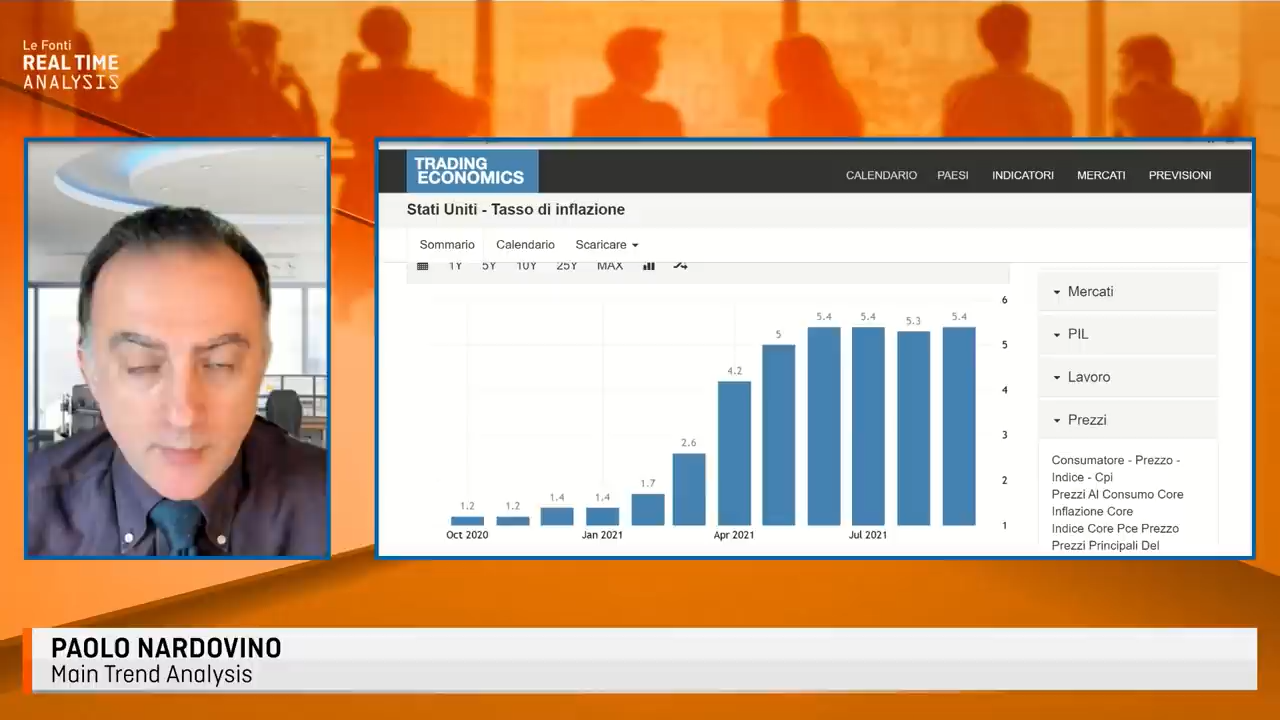 Le Fonti
REAL TIME
ANALYSIS
TRADING
ECONOMICS
CALENDARIO PAESI INDICATORI MERCATI PREVISIONI
Stati Uniti - Tasso di inflazione
Sommario Calendario Scaricare
1Y 5Y 10Y 25Y MAX
1.2 1.2 1.4 1.4 1.7 2.6 4.2 5 5.4 5.4 5.3 5.4
6
5
4
3
2
1
Oct 2020 Jan 2021 Apr 2021 Jul 2021
Mercati
PIL
Lavoro
Prezzi
Consumatore - Prezzo -
Indice - Cpi
Prezzi Al Consumo Core
Inflazione Core
Indice Core Pce Prezzo
Prezzi Principali Del
PAOLO NARDOVINO
Main Trend Analysis